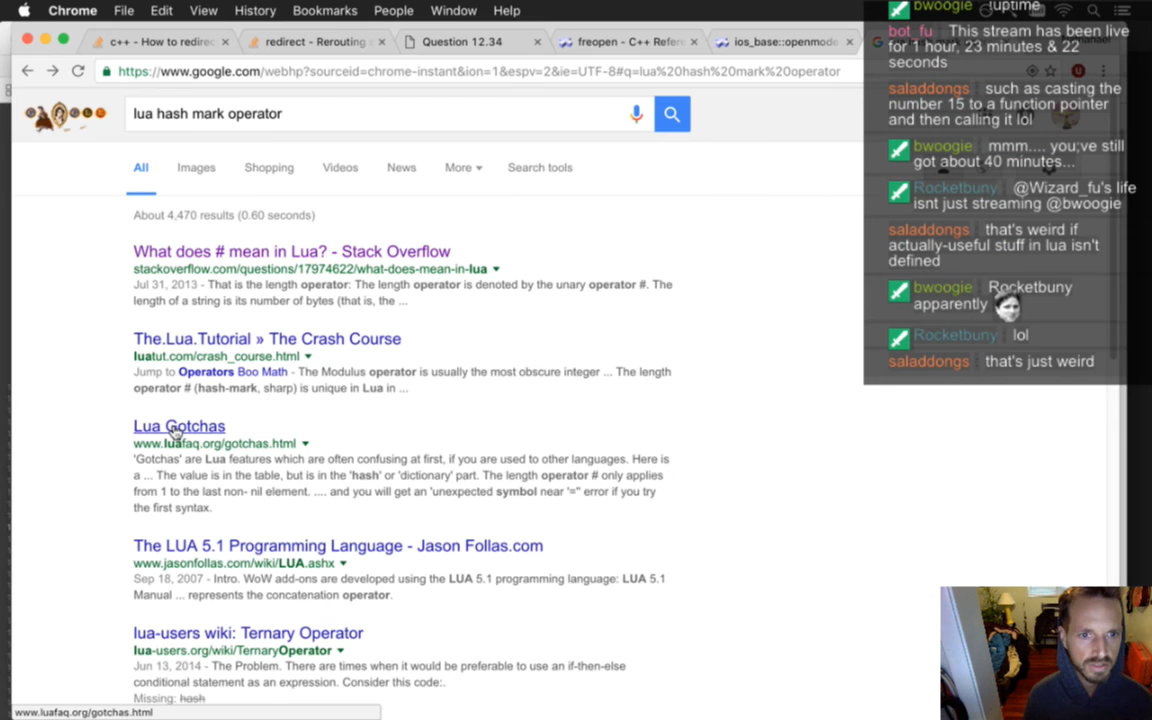 Chrome File Edit View History Bookmarks People Window Help
c++ - How to redirec
redirect - Rerouting s
Question 12.34
freopen - C++ Refere
ios_base::openmode
https://www.google.com/webhp?sourceid=chrome-instant&ion=1&espv=2&ie=UTF-8#q=lua%20hash%20mark%20operator
lua hash mark operator
All Images Shopping Videos News More Search tools
About 4,470 results (0.60 seconds)
What does # mean in Lua? - Stack Overflow
stackoverflow.com/questions/17974622/what-does-mean-in-lua
Jul 31, 2013 - That is the length operator: The length operator is denoted by the unary operator #. The
length of a string is its number of bytes (that is, the ...
The.Lua.Tutorial » The Crash Course
luatut.com/crash_course.html
Jump to Operators Boo Math - The Modulus operator is usually the most obscure integer ... The length
operator # (hash-mark, sharp) is unique in Lua in ...
Lua Gotchas
www.luafaq.org/gotchas.html
'Gotchas' are Lua features which are often confusing at first, if you are used to other languages. Here is
a ... The value is in the table, but is in the 'hash' or 'dictionary' part. The length operator # only applies
from 1 to the last non- nil element. .... and you will get an 'unexpected symbol near '='' error if you try
the first syntax.
The LUA 5.1 Programming Language - Jason Follas.com
www.jasonfollas.com/wiki/LUA.ashx
Sep 18, 2007 - Intro. WoW add-ons are developed using the LUA 5.1 programming language: LUA 5.1
Manual ... represents the concatenation operator.
lua-users wiki: Ternary Operator
lua-users.org/wiki/TernaryOperator
Jun 13, 2014 - The Problem. There are times when it would be preferable to use an if-then-else
conditional statement as an expression. Consider this code:.
Missing: hash
www.luafaq.org/gotchas.html
bwoogie !uptime
bot_fu This stream has been live
for 1 hour, 23 minutes & 22
seconds
saladdongs such as casting the
number 15 to a function pointer
and then calling it lol
bwoogie mmm.... you;ve still
got about 40 minutes...
Rocketbuny @Wizard_fu's life
isnt just streaming @bwoogie
saladdongs that's weird if
actually-useful stuff in lua isn't
defined
bwoogie Rocketbuny
apparently
Rocketbuny lol
saladdongs that's just weird